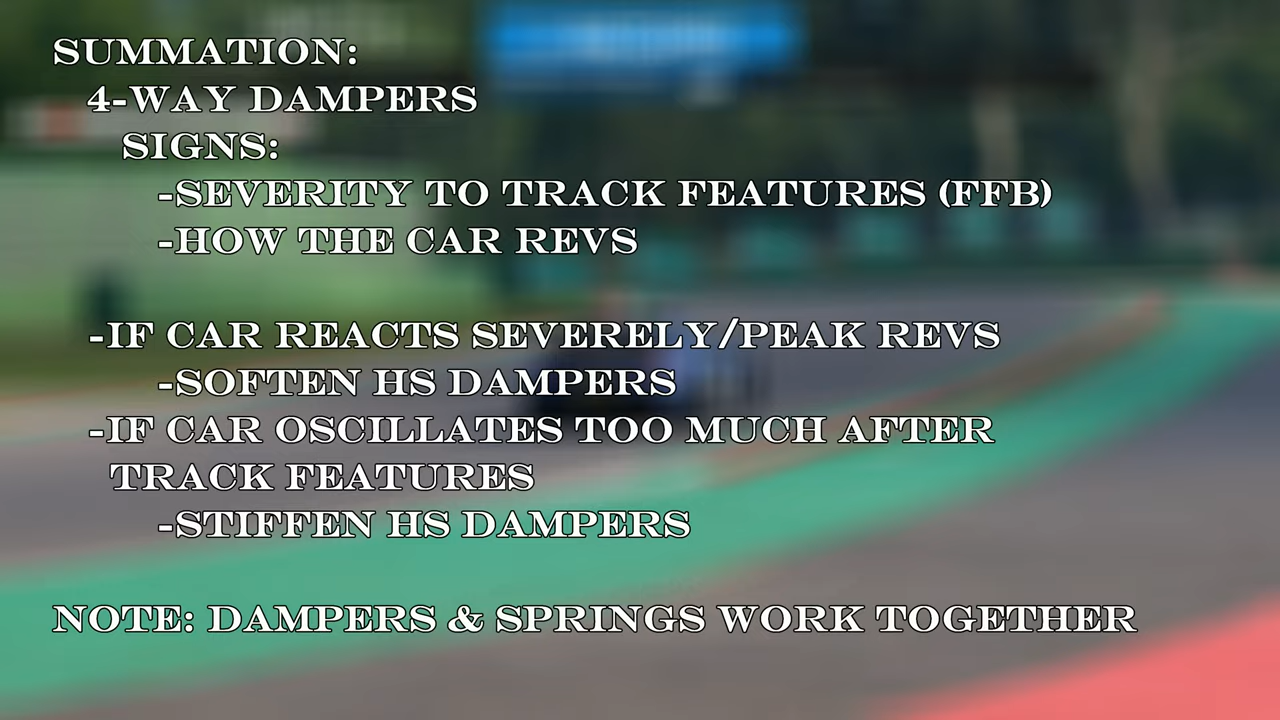 SUMMATION:
4-WAY DAMPERS
SIGNS:
-SEVERITY TO TRACK FEATURES (FFB)
-HOW THE CAR REVS
-IF CAR REACTS SEVERELY/PEAK REVS
-SOFTEN HS DAMPERS
-IF CAR OSCILLATES TOO MUCH AFTER
TRACK FEATURES
-STIFFEN HS DAMPERS
NOTE: DAMPERS & SPRINGS WORK TOGETHER